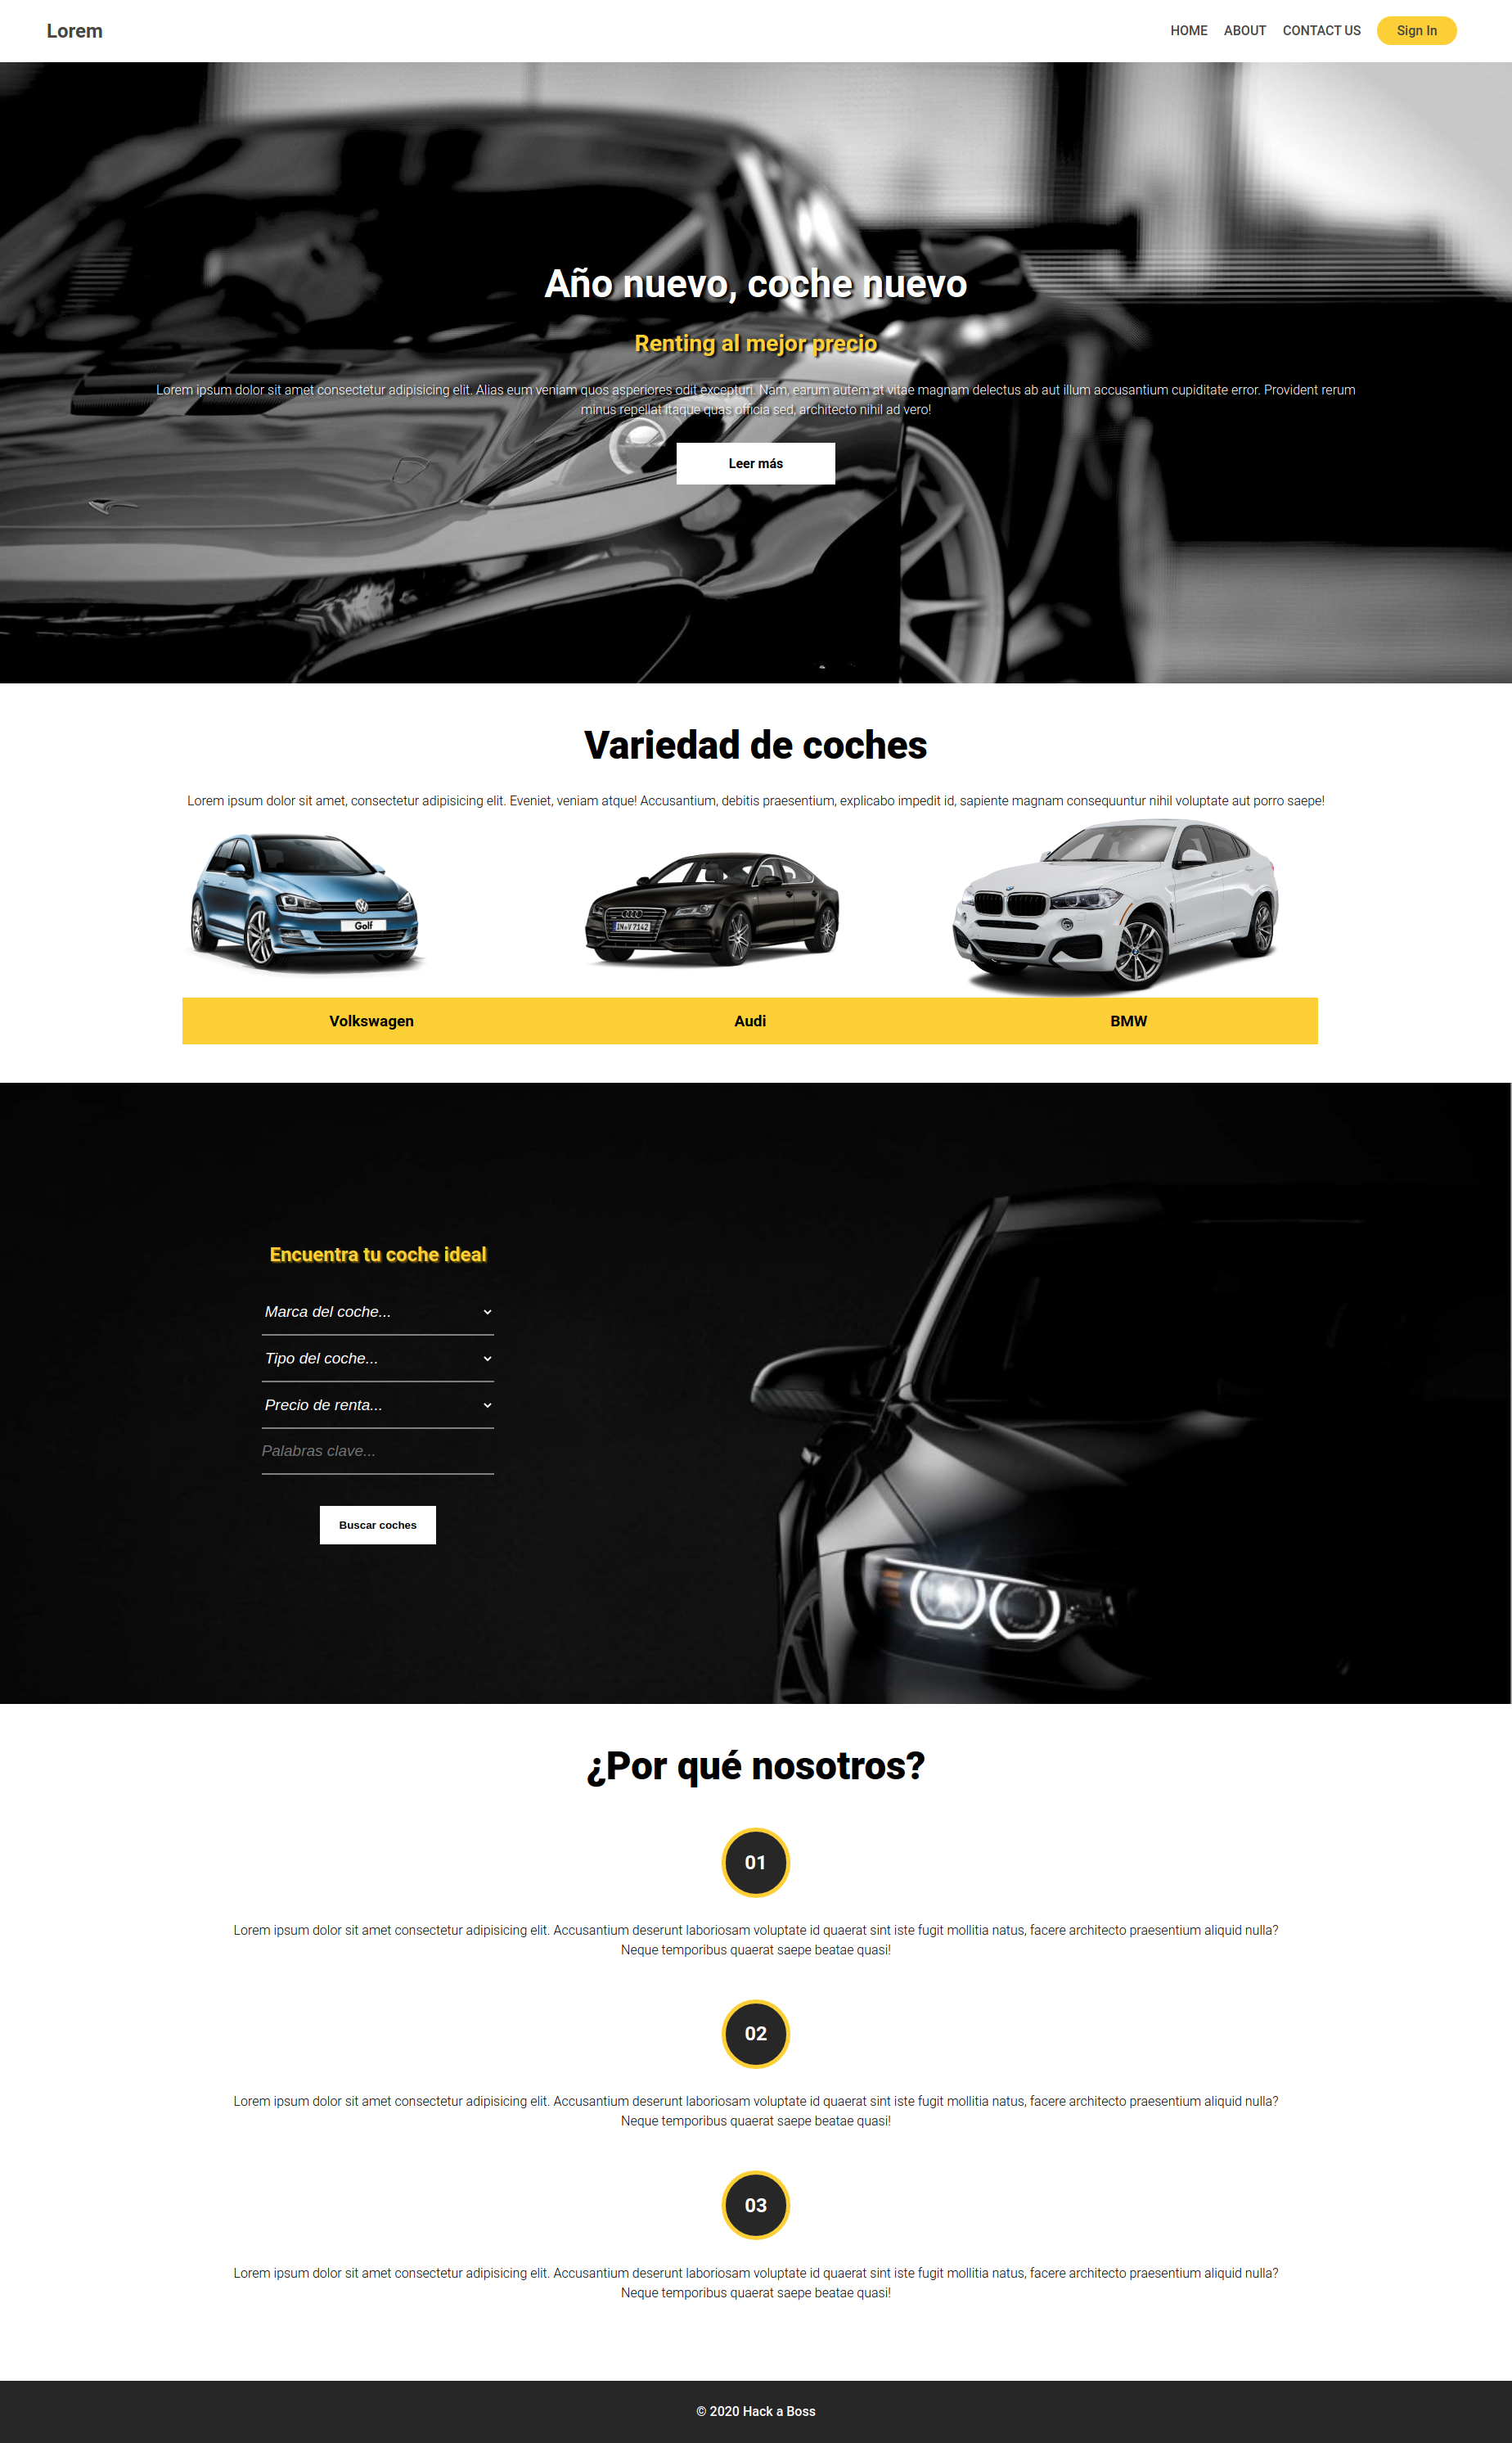 Lorem
HOME ABOUT CONTACT US Sign In
Año nuevo, coche nuevo
Renting al mejor precio
Lorem ipsum dolor sit amet consectetur adipisicing elit. Alias eum veniam quos asperiores odit excepturi. Nam, earum autem at vitae magnam delectus ab aut illum accusantium cupiditate error. Provident rerum
minus repellat itaque quas officia sed, architecto nihil ad vero!
Leer más
Variedad de coches
Lorem ipsum dolor sit amet, consectetur adipisicing elit. Eveniet, veniam atque! Accusantium, debitis praesentium, explicabo impedit id, sapiente magnam consequuntur nihil voluptate aut porro saepe!
Golf
IN·V 7142
Volkswagen
Audi
BMW
Encuentra tu coche ideal
Marca del coche...
Tipo del coche...
Precio de renta...
Palabras clave...
Buscar coches
¿Por qué nosotros?
01
Lorem ipsum dolor sit amet consectetur adipisicing elit. Accusantium deserunt laboriosam voluptate id quaerat sint iste fugit mollitia natus, facere architecto praesentium aliquid nulla?
Neque temporibus quaerat saepe beatae quasi!
02
Lorem ipsum dolor sit amet consectetur adipisicing elit. Accusantium deserunt laboriosam voluptate id quaerat sint iste fugit mollitia natus, facere architecto praesentium aliquid nulla?
Neque temporibus quaerat saepe beatae quasi!
03
Lorem ipsum dolor sit amet consectetur adipisicing elit. Accusantium deserunt laboriosam voluptate id quaerat sint iste fugit mollitia natus, facere architecto praesentium aliquid nulla?
Neque temporibus quaerat saepe beatae quasi!
© 2020 Hack a Boss